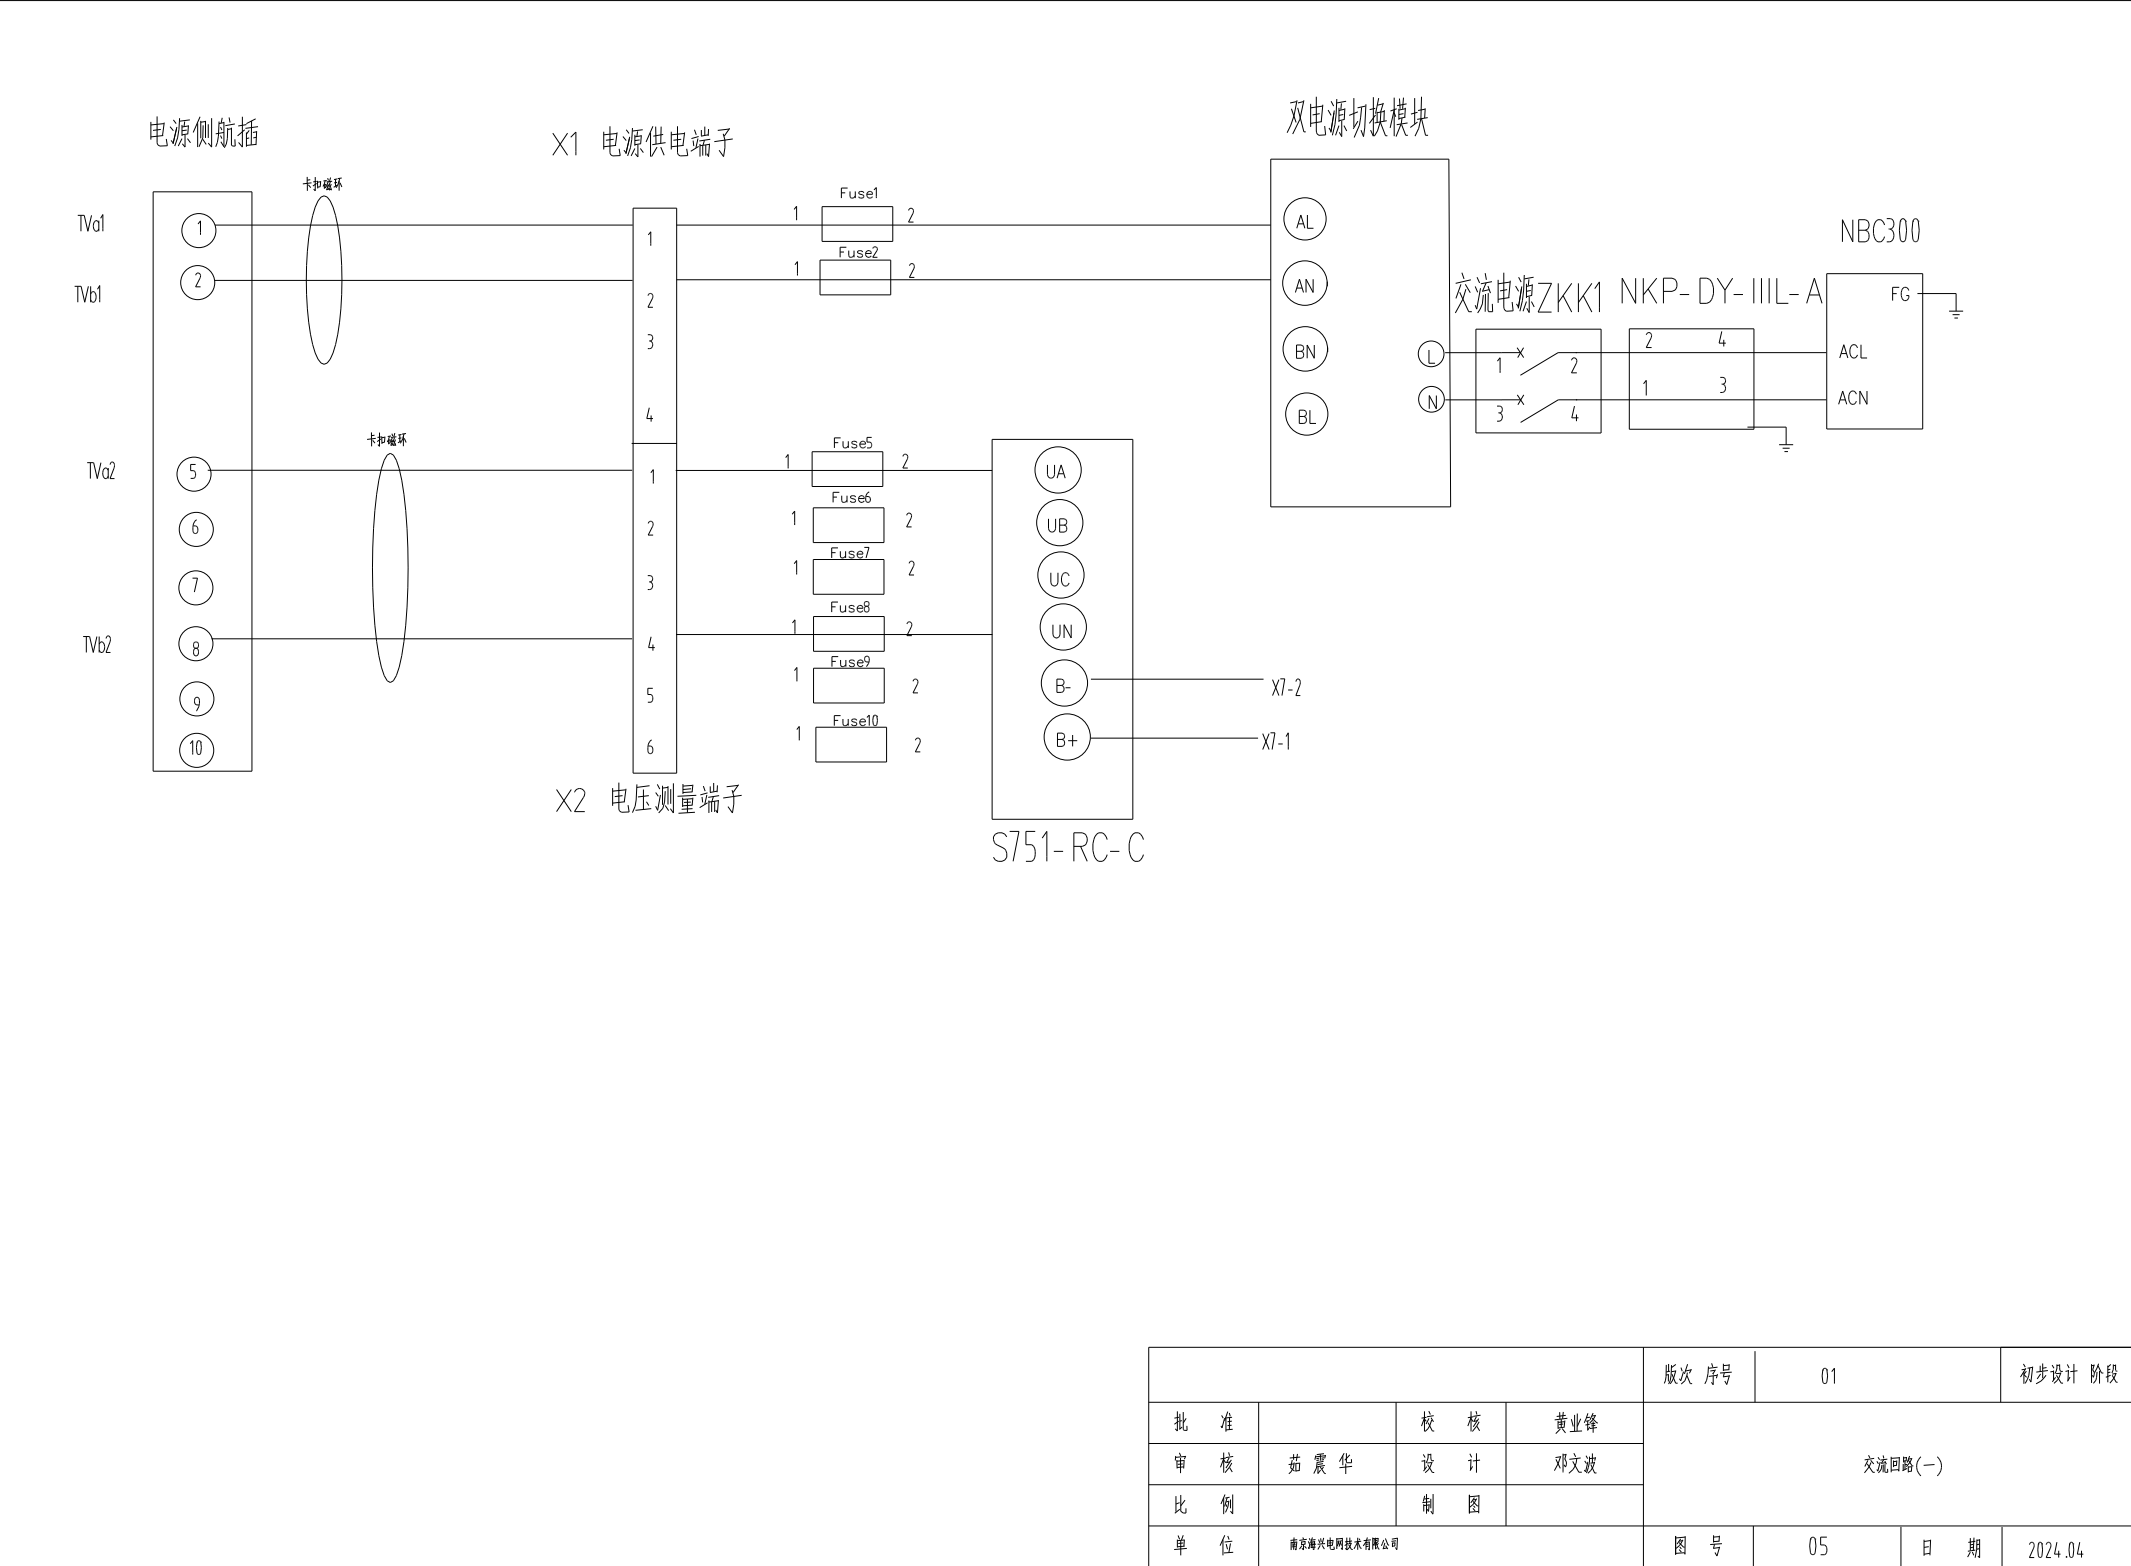 电源侧航插
X1 电源供电端子
双电源切换模块
卡扣磁环
TVa1
1
1
1
Fuse1
2
AL
NBC300
TVb1
2
2
1
Fuse2
2
AN
交流电源ZKK1
NKP-DY-IIIL-A
FG
3
BN
L
1
2
2
4
ACL
4
BL
N
3
4
1
3
ACN
卡扣磁环
TVa2
5
1
1
Fuse5
2
UA
6
2
1
Fuse6
2
UB
7
3
1
Fuse7
2
UC
TVb2
8
4
1
Fuse8
2
UN
9
5
1
Fuse9
2
B-
X7-2
10
6
1
Fuse10
2
B+
X7-1
X2 电压测量端子
S751-RC-C
版次 序号 01 初步设计 阶段
批 准 校 核 黄业锋
审 核 茹震华 设 计 邓文波
交流回路(一)
比 例 制 图
单 位 南京海兴电网技术有限公司 图 号 05 日 期 2024.04